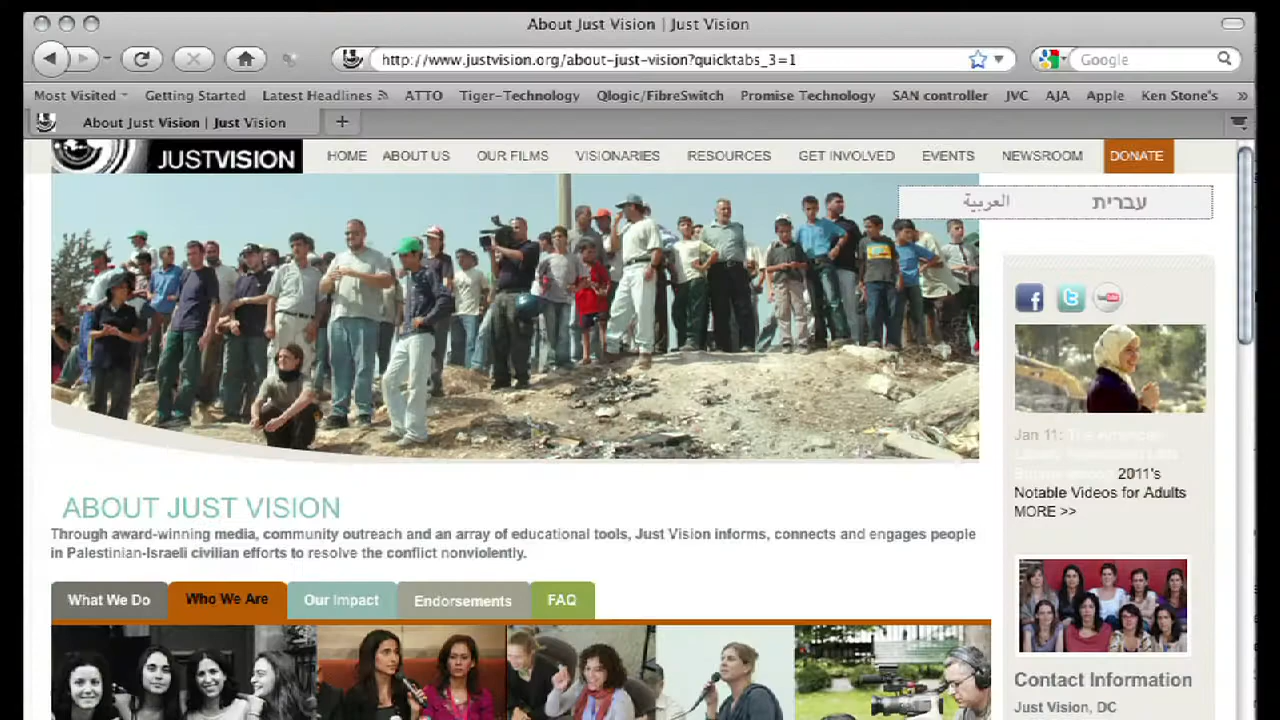 About Just Vision | Just Vision
http://www.justvision.org/about-just-vision?quicktabs_3=1
Google
Most Visited Getting Started Latest Headlines ATTO Tiger-Technology Qlogic/FibreSwitch Promise Technology SAN controller JVC AJA Apple Ken Stone's »
About Just Vision | Just Vision
JUSTVISION HOME ABOUT US OUR FILMS VISIONARIES RESOURCES GET INVOLVED EVENTS NEWSROOM DONATE
العربية עברית
Jan 11: The American
2011's
Notable Videos for Adults
MORE >>
ABOUT JUST VISION
Through award-winning media, community outreach and an array of educational tools, Just Vision informs, connects and engages people
in Palestinian-Israeli civilian efforts to resolve the conflict nonviolently.
What We Do Who We Are Our Impact Endorsements FAQ
Contact Information
Just Vision, DC